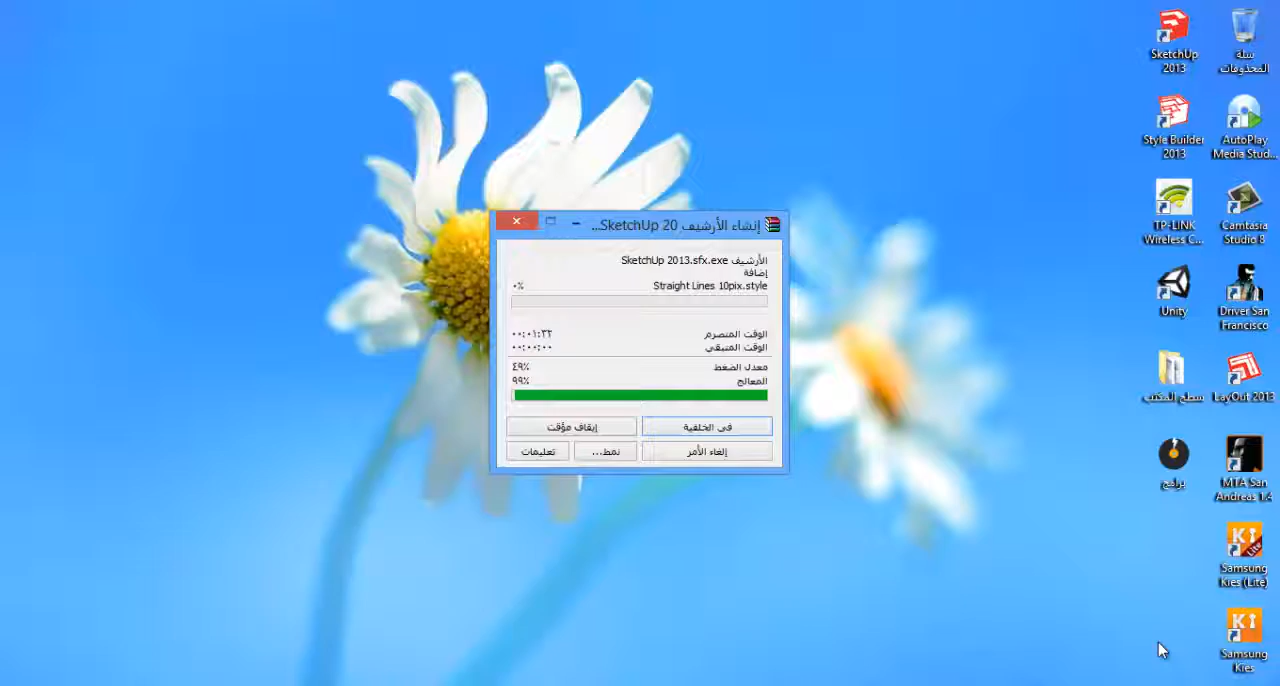 إنشاء الأرشيف SketchUp 20...
الأرشيف SketchUp 2013.sfx.exe
إضافة
Straight Lines 10pix.style
٠%
الوقت المنصرم
٠٠:٠١:٣٢
الوقت المتبقي
٠٠:٠٠:٠٠
معدل الضغط
٤٩%
المعالج
٩٩%
في الخلفية
إيقاف مؤقت
إلغاء الأمر
نمط...
تعليمات
سلة
المحذوفات
SketchUp
2013
AutoPlay
Media Stud...
Style Builder
2013
Camtasia
Studio 8
TP-LINK
Wireless C...
Driver San
Francisco
Unity
LayOut 2013
سطح المكتب
MTA San
Andreas 1.4
برامج
Samsung
Kies (Lite)
Samsung
Kies